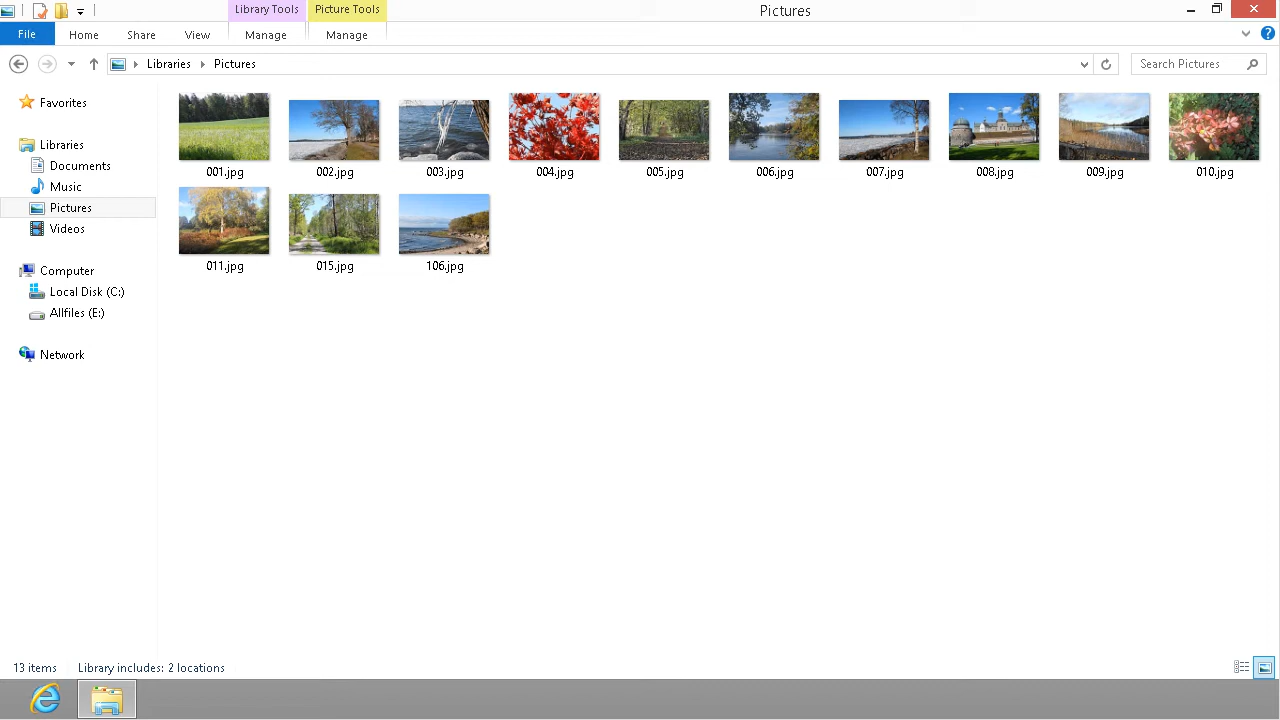 Library Tools Picture Tools Pictures
File Home Share View Manage Manage
Libraries Pictures Search Pictures
Favorites
Libraries
Documents
Music
Pictures
Videos
Computer
Local Disk (C:)
Allfiles (E:)
Network
001.jpg 002.jpg 003.jpg 004.jpg 005.jpg 006.jpg 007.jpg 008.jpg 009.jpg 010.jpg
011.jpg 015.jpg 106.jpg
13 items Library includes: 2 locations